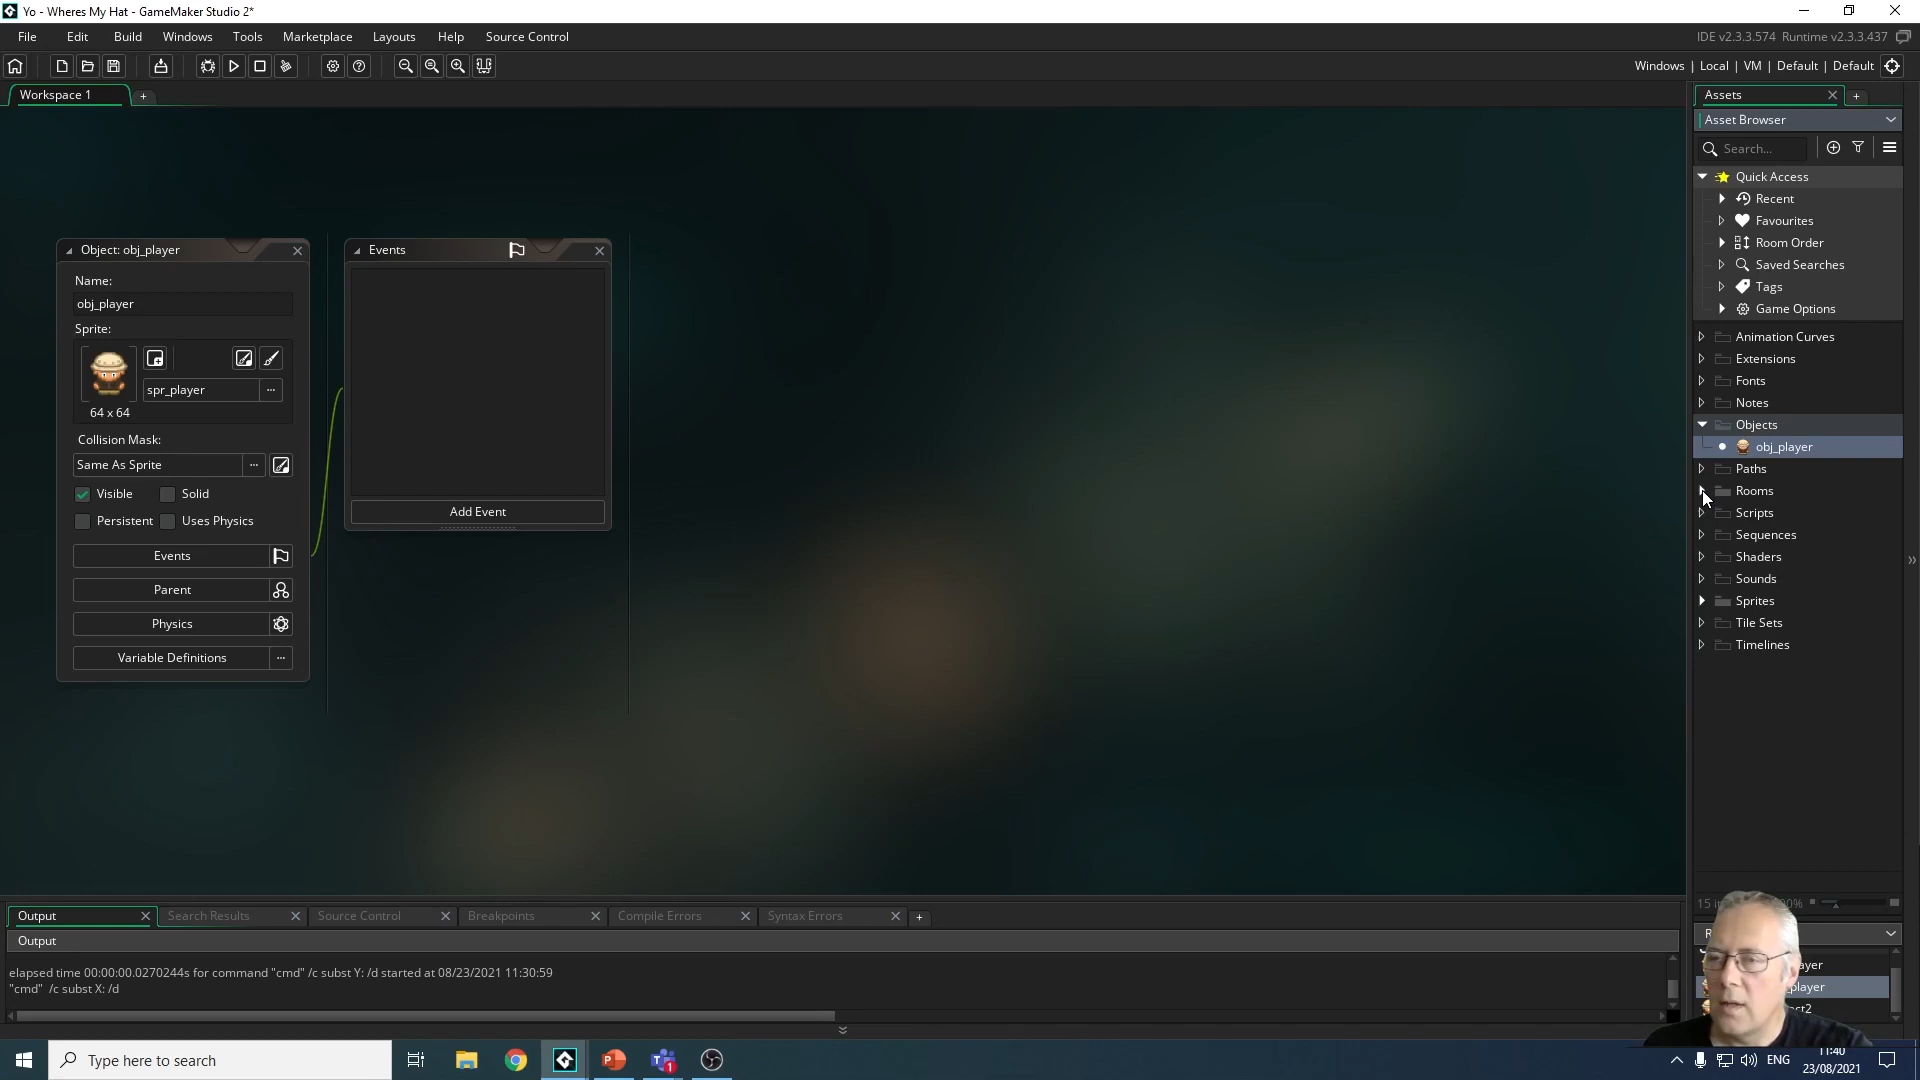 Yo - Wheres My Hat - GameMaker Studio 2*
File Edit Build Windows Tools Marketplace Layouts Help Source Control
IDE v2.3.3.574 Runtime v2.3.3.437
Windows | Local | VM | Default | Default
Workspace 1
Object: obj_player
Name:
obj_player
Sprite:
spr_player
64 x 64
Collision Mask:
Same As Sprite
Visible Solid
Persistent Uses Physics
Events
Parent
Physics
Variable Definitions
Events
Add Event
Assets
Asset Browser
Search...
Quick Access
Recent
Favourites
Room Order
Saved Searches
Tags
Game Options
Animation Curves
Extensions
Fonts
Notes
Objects
obj_player
Paths
Rooms
Scripts
Sequences
Shaders
Sounds
Sprites
Tile Sets
Timelines
Output Search Results Source Control Breakpoints Compile Errors Syntax Errors
Output
elapsed time 00:00:00.0270244s for command "cmd" /c subst Y: /d started at 08/23/2021 11:30:59
"cmd" /c subst X: /d
Type here to search
ENG
11:40
23/08/2021